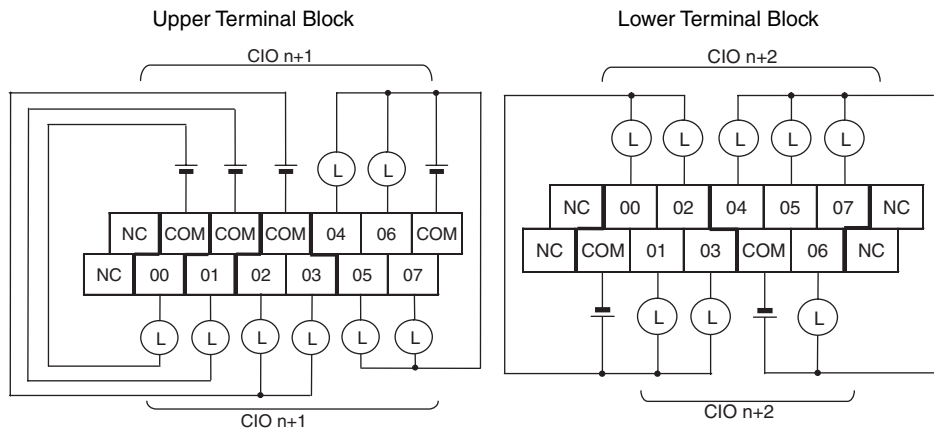 Upper Terminal Block
Lower Terminal Block
CIO n+1
CIO n+2
L L
L L L L L
NC COM COM COM 04 06 COM
NC 00 02 04 05 07 NC
NC 00 01 02 03 05 07
NC COM 01 03 COM 06 NC
L L L L L L
L L L
CIO n+1
CIO n+2